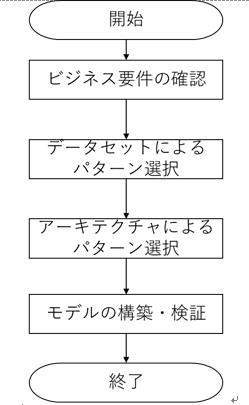 開始
ビジネス要件の確認
データセットによる
パターン選択
アーキテクチャによる
パターン選択
モデルの構築・検証
終了